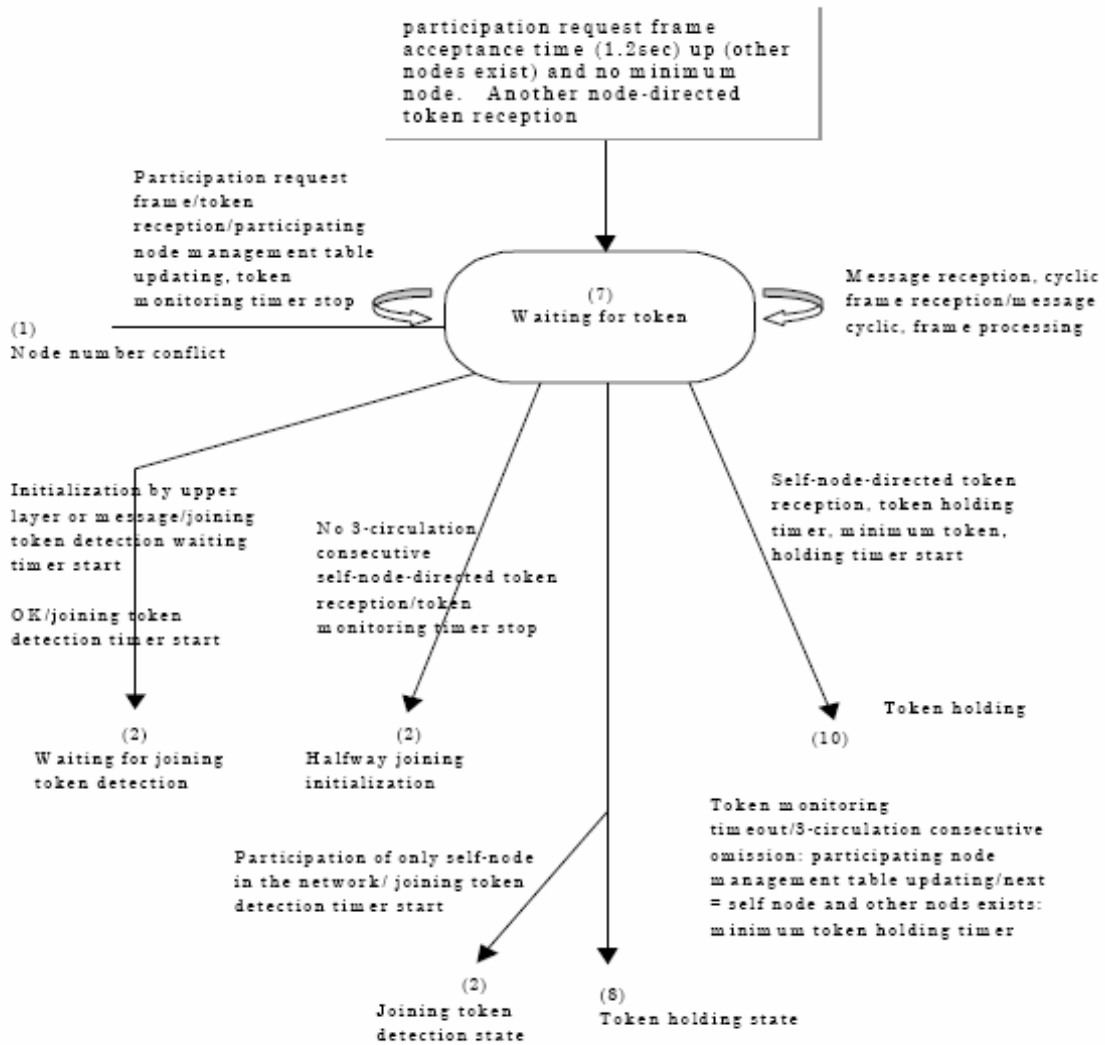 participation request frame
acceptance time (1.2sec) up (other
nodes exist) and no minimum
node. Another node-directed
token reception
Participation request
frame/token
reception/participating
node management table
updating, token
monitoring timer stop
(7)
Waiting for token
Message reception, cyclic
frame reception/message
cyclic, frame processing
(1)
Node number conflict
Initialization by upper
layer or message/joining
token detection waiting
timer start
OK/joining token
detection timer start
No 3-circulation
consecutive
self-node-directed token
reception/token
monitoring timer stop
Self-node-directed token
reception, token holding
timer, minimum token,
holding timer start
(2)
Waiting for joining
token detection
(2)
Halfway joining
initialization
Token holding
(10)
Participation of only self-node
in the network/ joining token
detection timer start
Token monitoring
timeout/3-circulation consecutive
omission: participating node
management table updating/next
= self node and other nods exists:
minimum token holding timer
(2)
Joining token
detection state
(8)
Token holding state